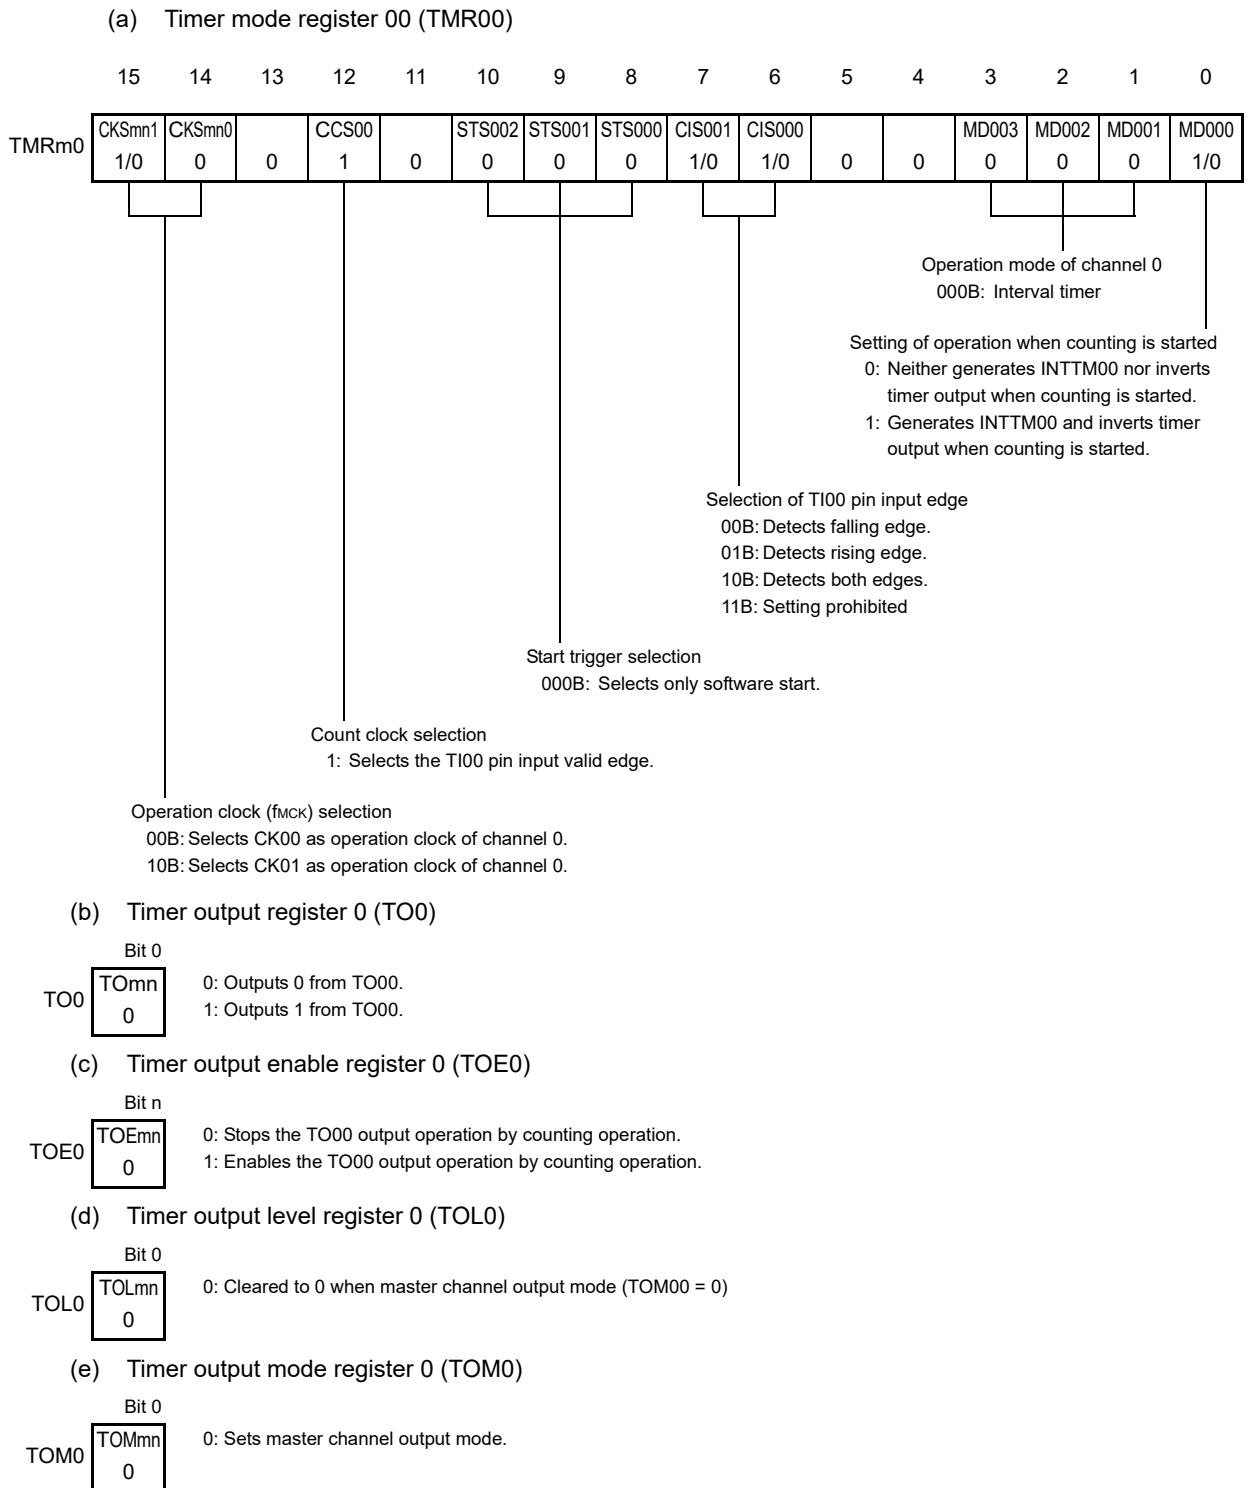 (a) Timer mode register 00 (TMR00)
15 14 13 12 11 10 9 8 7 6 5 4 3 2 1 0
TMRm0
CKSmn1 CKSmn0 CCS00 STS002 STS001 STS000 CIS001 CIS000 MD003 MD002 MD001 MD000
1/0 0 0 1 0 0 0 0 1/0 1/0 0 0 0 0 0 1/0
Operation mode of channel 0
000B: Interval timer
Setting of operation when counting is started
0: Neither generates INTTM00 nor inverts
timer output when counting is started.
1: Generates INTTM00 and inverts timer
output when counting is started.
Selection of TI00 pin input edge
00B: Detects falling edge.
01B: Detects rising edge.
10B: Detects both edges.
11B: Setting prohibited
Start trigger selection
000B: Selects only software start.
Count clock selection
1: Selects the TI00 pin input valid edge.
Operation clock (fMCK) selection
00B: Selects CK00 as operation clock of channel 0.
10B: Selects CK01 as operation clock of channel 0.
(b) Timer output register 0 (TO0)
Bit 0
TO0
TOmn
0
0: Outputs 0 from TO00.
1: Outputs 1 from TO00.
(c) Timer output enable register 0 (TOE0)
Bit n
TOE0
TOEmn
0
0: Stops the TO00 output operation by counting operation.
1: Enables the TO00 output operation by counting operation.
(d) Timer output level register 0 (TOL0)
Bit 0
TOL0
TOLmn
0
0: Cleared to 0 when master channel output mode (TOM00 = 0)
(e) Timer output mode register 0 (TOM0)
Bit 0
TOM0
TOMmn
0
0: Sets master channel output mode.